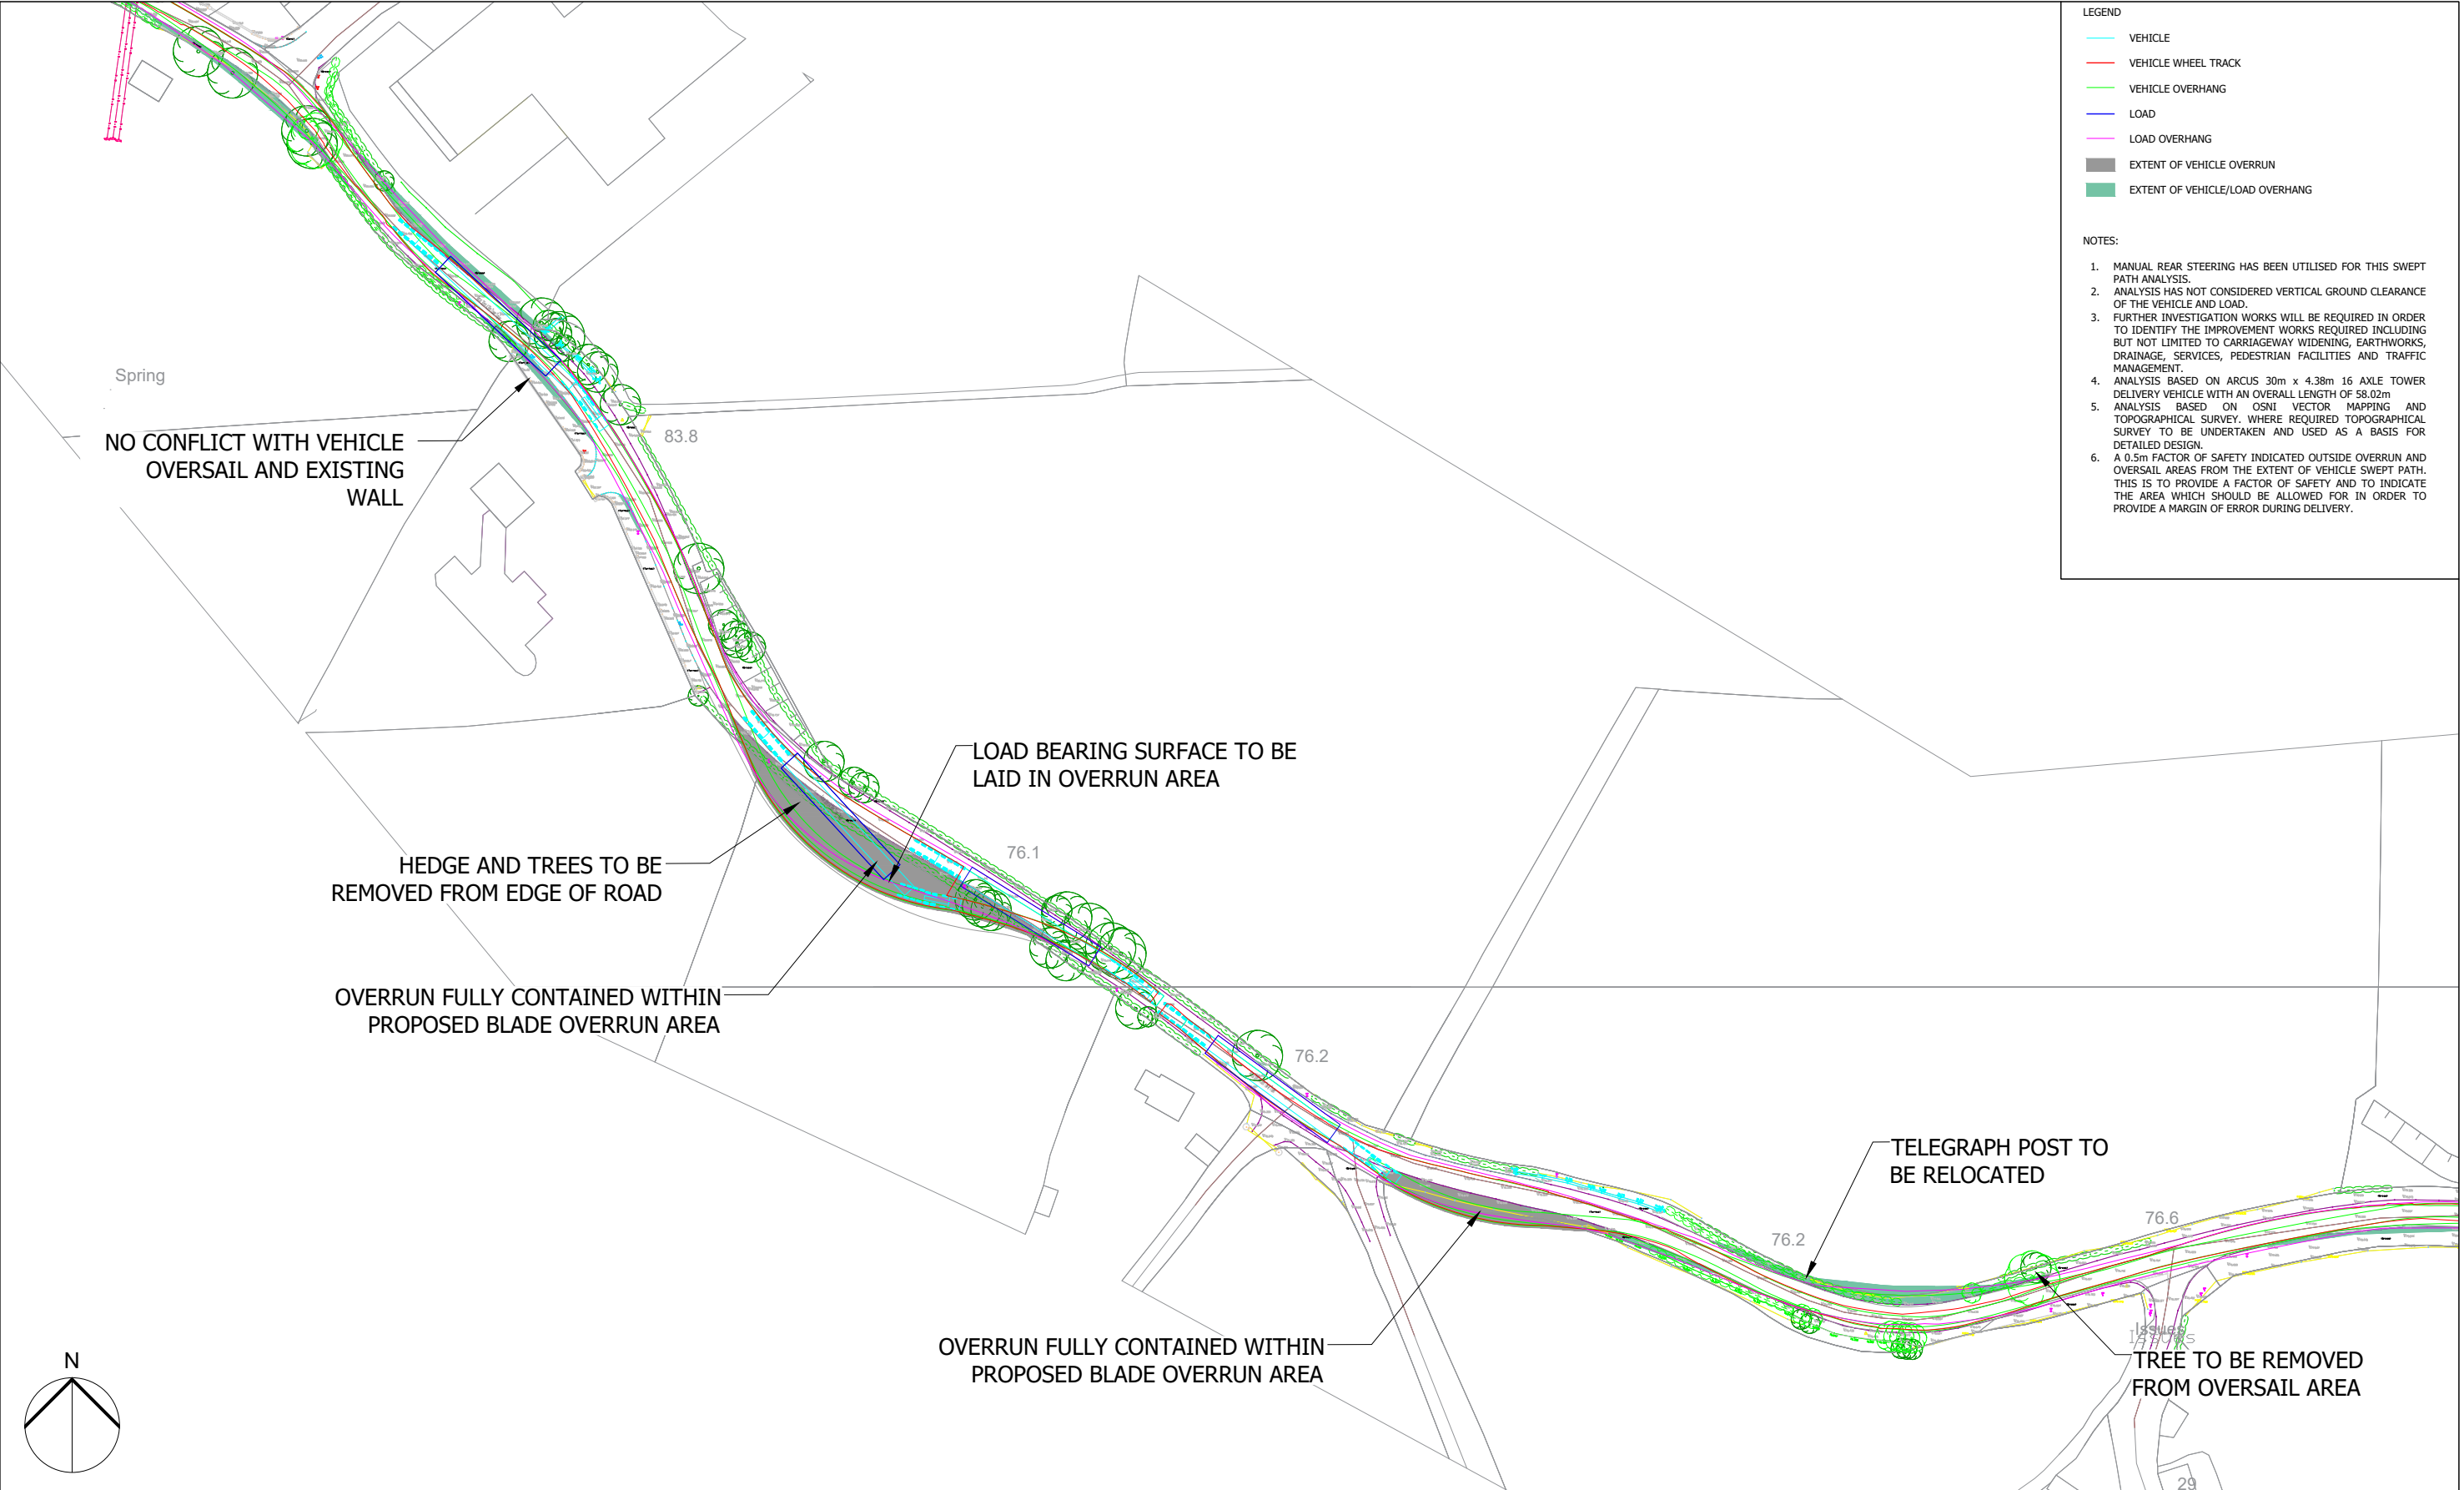 LEGEND
VEHICLE
VEHICLE WHEEL TRACK
VEHICLE OVERHANG
LOAD
LOAD OVERHANG
EXTENT OF VEHICLE OVERRUN
EXTENT OF VEHICLE/LOAD OVERHANG
NOTES:
1. MANUAL REAR STEERING HAS BEEN UTILISED FOR THIS SWEPT
PATH ANALYSIS.
2. ANALYSIS HAS NOT CONSIDERED VERTICAL GROUND CLEARANCE
OF THE VEHICLE AND LOAD.
3. FURTHER INVESTIGATION WORKS WILL BE REQUIRED IN ORDER
TO IDENTIFY THE IMPROVEMENT WORKS REQUIRED INCLUDING
BUT NOT LIMITED TO CARRIAGEWAY WIDENING, EARTHWORKS,
DRAINAGE, SERVICES, PEDESTRIAN FACILITIES AND TRAFFIC
MANAGEMENT.
4. ANALYSIS BASED ON ARCUS 30m x 4.38m 16 AXLE TOWER
DELIVERY VEHICLE WITH AN OVERALL LENGTH OF 58.02m
5. ANALYSIS BASED ON OSNI VECTOR MAPPING AND
TOPOGRAPHICAL SURVEY. WHERE REQUIRED TOPOGRAPHICAL
SURVEY TO BE UNDERTAKEN AND USED AS A BASIS FOR
DETAILED DESIGN.
6. A 0.5m FACTOR OF SAFETY INDICATED OUTSIDE OVERRUN AND
OVERSAIL AREAS FROM THE EXTENT OF VEHICLE SWEPT PATH.
THIS IS TO PROVIDE A FACTOR OF SAFETY AND TO INDICATE
THE AREA WHICH SHOULD BE ALLOWED FOR IN ORDER TO
PROVIDE A MARGIN OF ERROR DURING DELIVERY.
Spring
NO CONFLICT WITH VEHICLE
OVERSAIL AND EXISTING
WALL
83.8
LOAD BEARING SURFACE TO BE
LAID IN OVERRUN AREA
76.1
HEDGE AND TREES TO BE
REMOVED FROM EDGE OF ROAD
OVERRUN FULLY CONTAINED WITHIN
PROPOSED BLADE OVERRUN AREA
76.2
TELEGRAPH POST TO
BE RELOCATED
76.2
76.6
OVERRUN FULLY CONTAINED WITHIN
PROPOSED BLADE OVERRUN AREA
Issues
Issues
TREE TO BE REMOVED
FROM OVERSAIL AREA
N
29